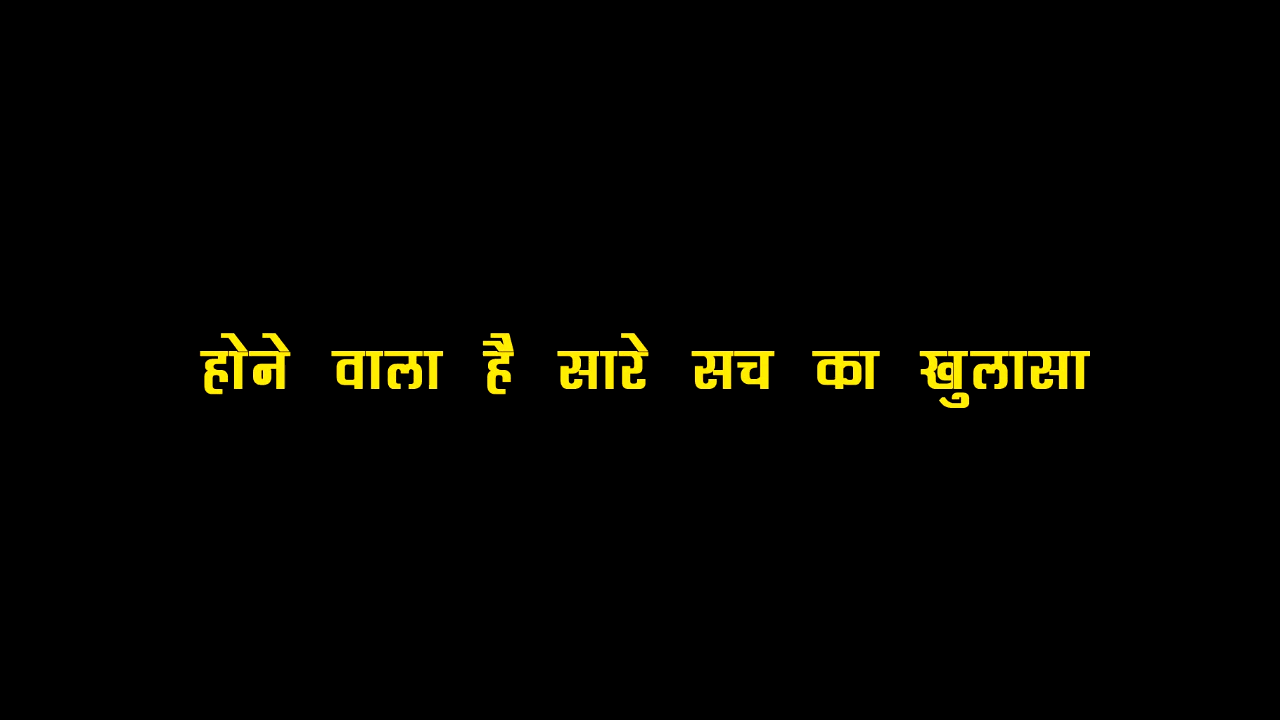 होने वाला है सारे सच का खुलासा